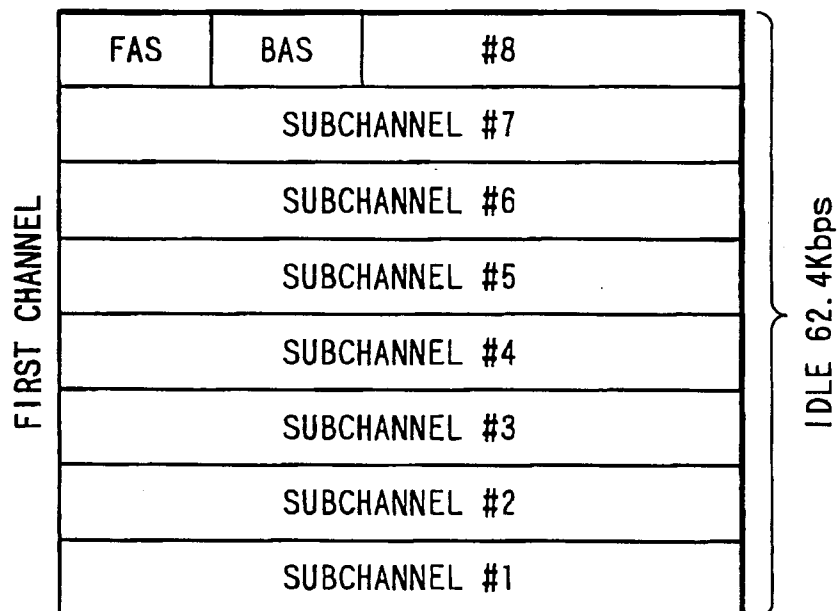 FAS BAS #8
SUBCHANNEL #7
SUBCHANNEL #6
SUBCHANNEL #5
SUBCHANNEL #4
SUBCHANNEL #3
SUBCHANNEL #2
SUBCHANNEL #1
FIRST CHANNEL
IDLE 62.4Kbps